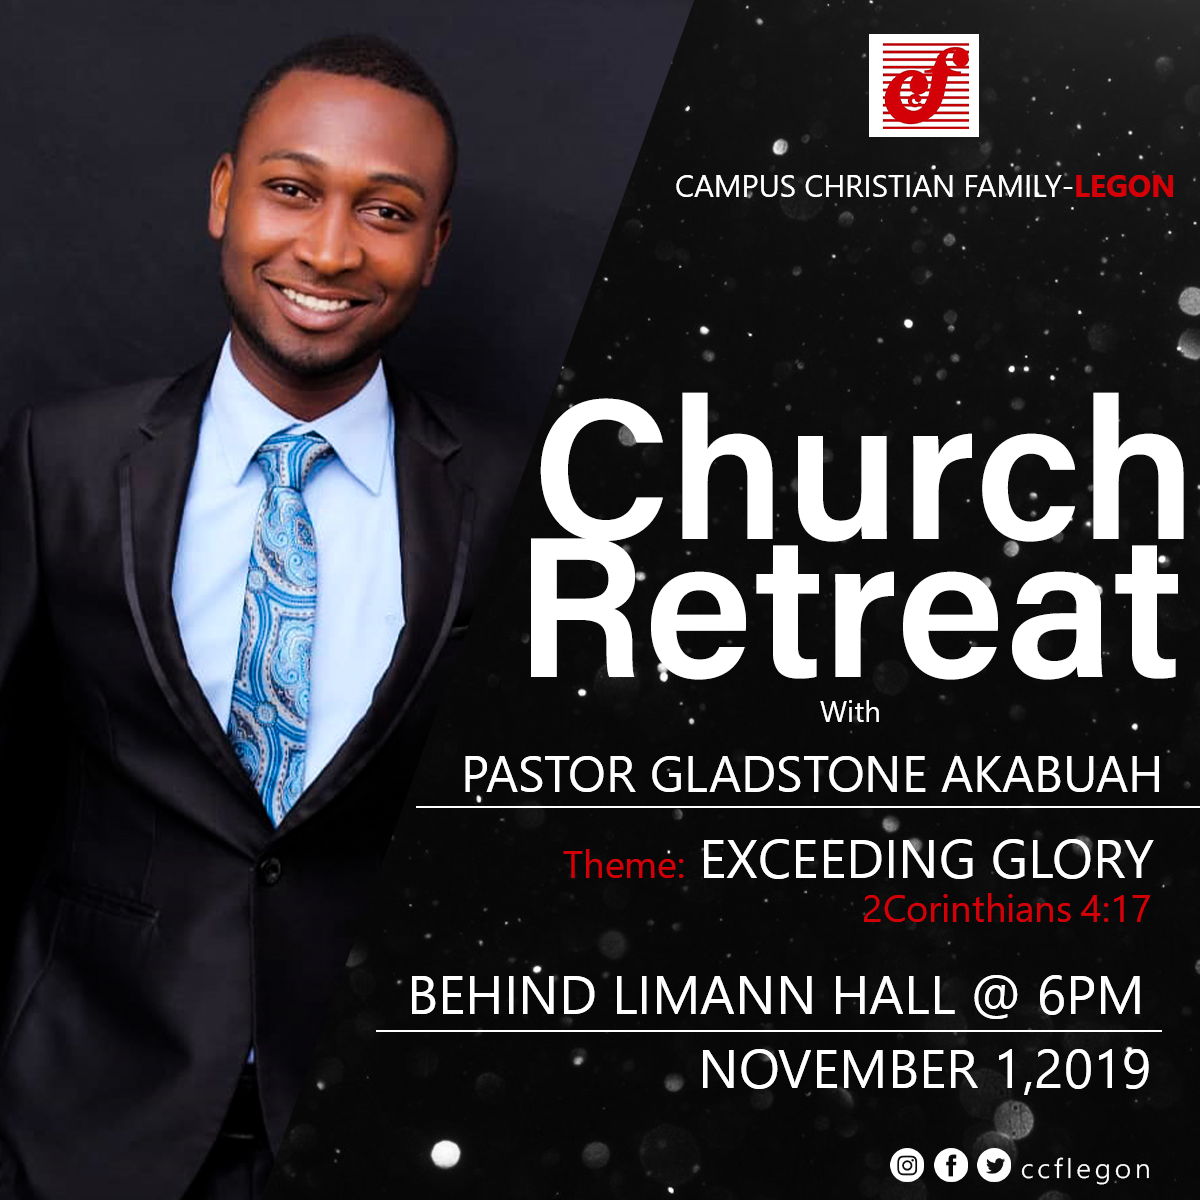 cf
&
CAMPUS CHRISTIAN FAMILY-LEGON
Church
Retreat
With
PASTOR GLADSTONE AKABUAH
Theme: EXCEEDING GLORY
2Corinthians 4:17
BEHIND LIMANN HALL @ 6PM
NOVEMBER 1,2019
ccflegon